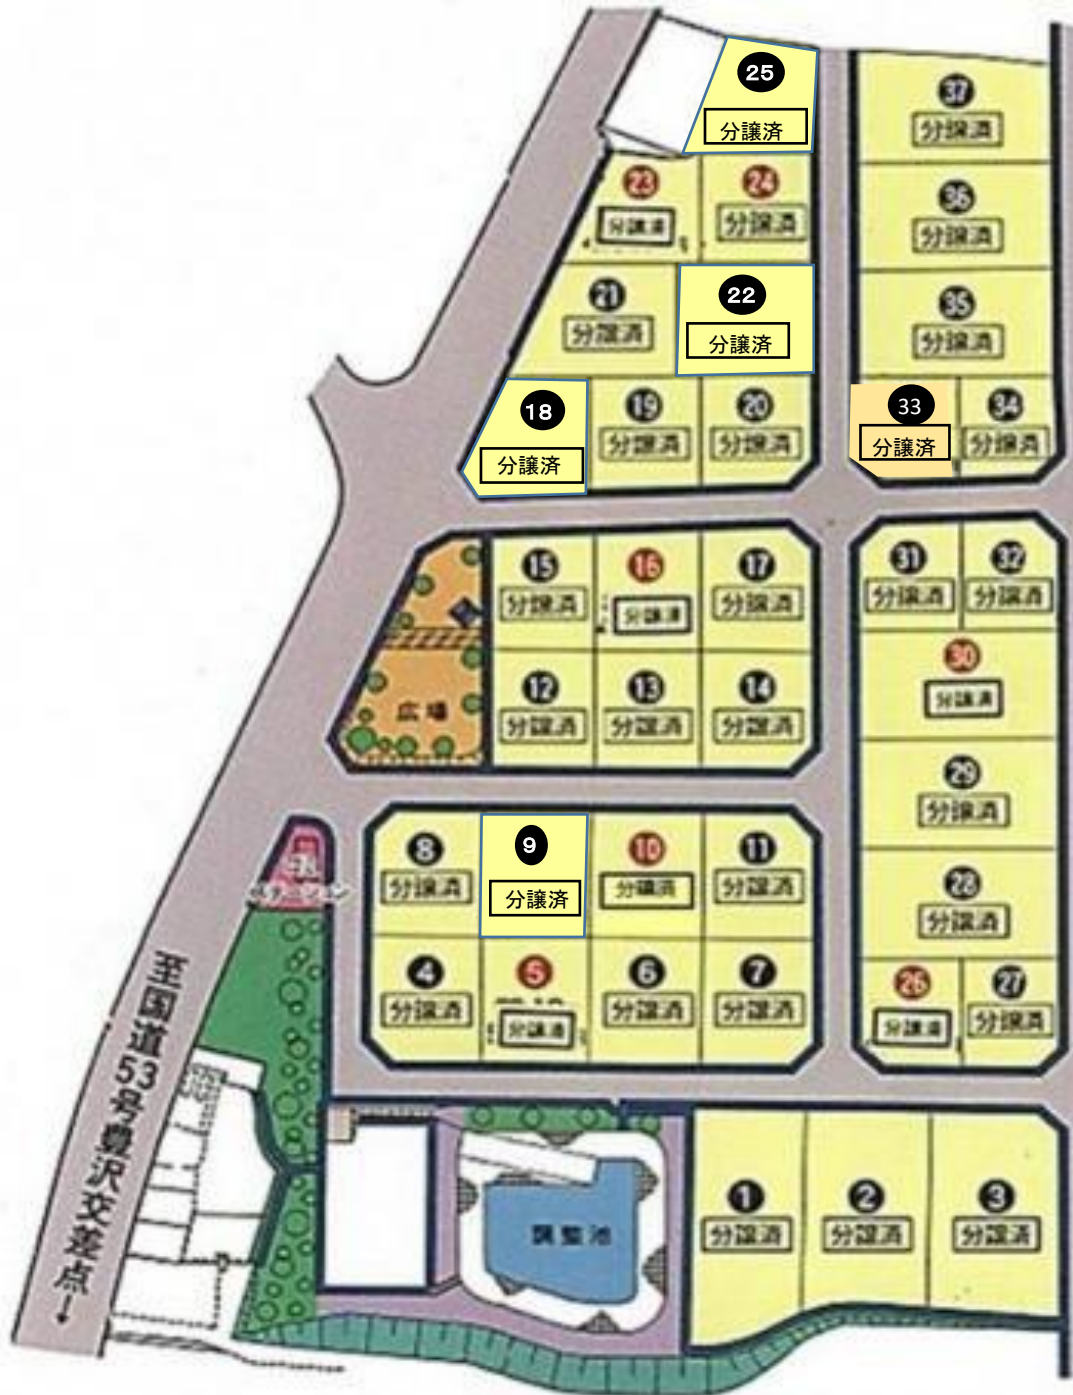 25
分譲済
37
分譲済
23
分譲済
24
分譲済
36
分譲済
21
分譲済
22
分譲済
35
分譲済
18
分譲済
19
分譲済
20
分譲済
33
分譲済
34
分譲済
15
分譲済
16
分譲済
17
分譲済
31
分譲済
32
分譲済
広場
12
分譲済
13
分譲済
14
分譲済
30
分譲済
29
分譲済
8
分譲済
9
分譲済
10
分譲済
11
分譲済
28
分譲済
ステーション
4
分譲済
5
分譲済
6
分譲済
7
分譲済
26
分譲済
27
分譲済
至国道53号豊沢交差点↓
調整池
1
分譲済
2
分譲済
3
分譲済